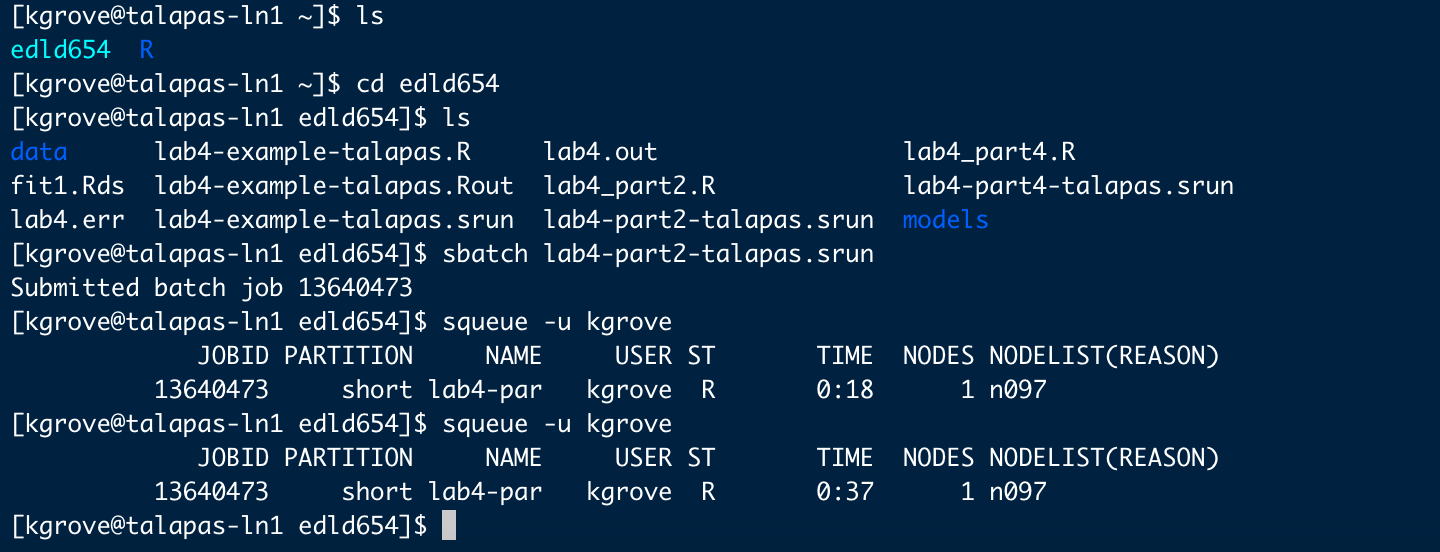 [kgrove@talapas-ln1 ~]$ ls
edld654  R
[kgrove@talapas-ln1 ~]$ cd edld654
[kgrove@talapas-ln1 edld654]$ ls
data      lab4-example-talapas.R     lab4.out                 lab4_part4.R
fit1.Rds  lab4-example-talapas.Rout  lab4_part2.R             lab4-part4-talapas.srun
lab4.err  lab4-example-talapas.srun  lab4-part2-talapas.srun  models
[kgrove@talapas-ln1 edld654]$ sbatch lab4-part2-talapas.srun
Submitted batch job 13640473
[kgrove@talapas-ln1 edld654]$ squeue -u kgrove
             JOBID PARTITION     NAME     USER ST       TIME  NODES NODELIST(REASON)
          13640473     short lab4-par   kgrove  R       0:18      1 n097
[kgrove@talapas-ln1 edld654]$ squeue -u kgrove
             JOBID PARTITION     NAME     USER ST       TIME  NODES NODELIST(REASON)
          13640473     short lab4-par   kgrove  R       0:37      1 n097
[kgrove@talapas-ln1 edld654]$